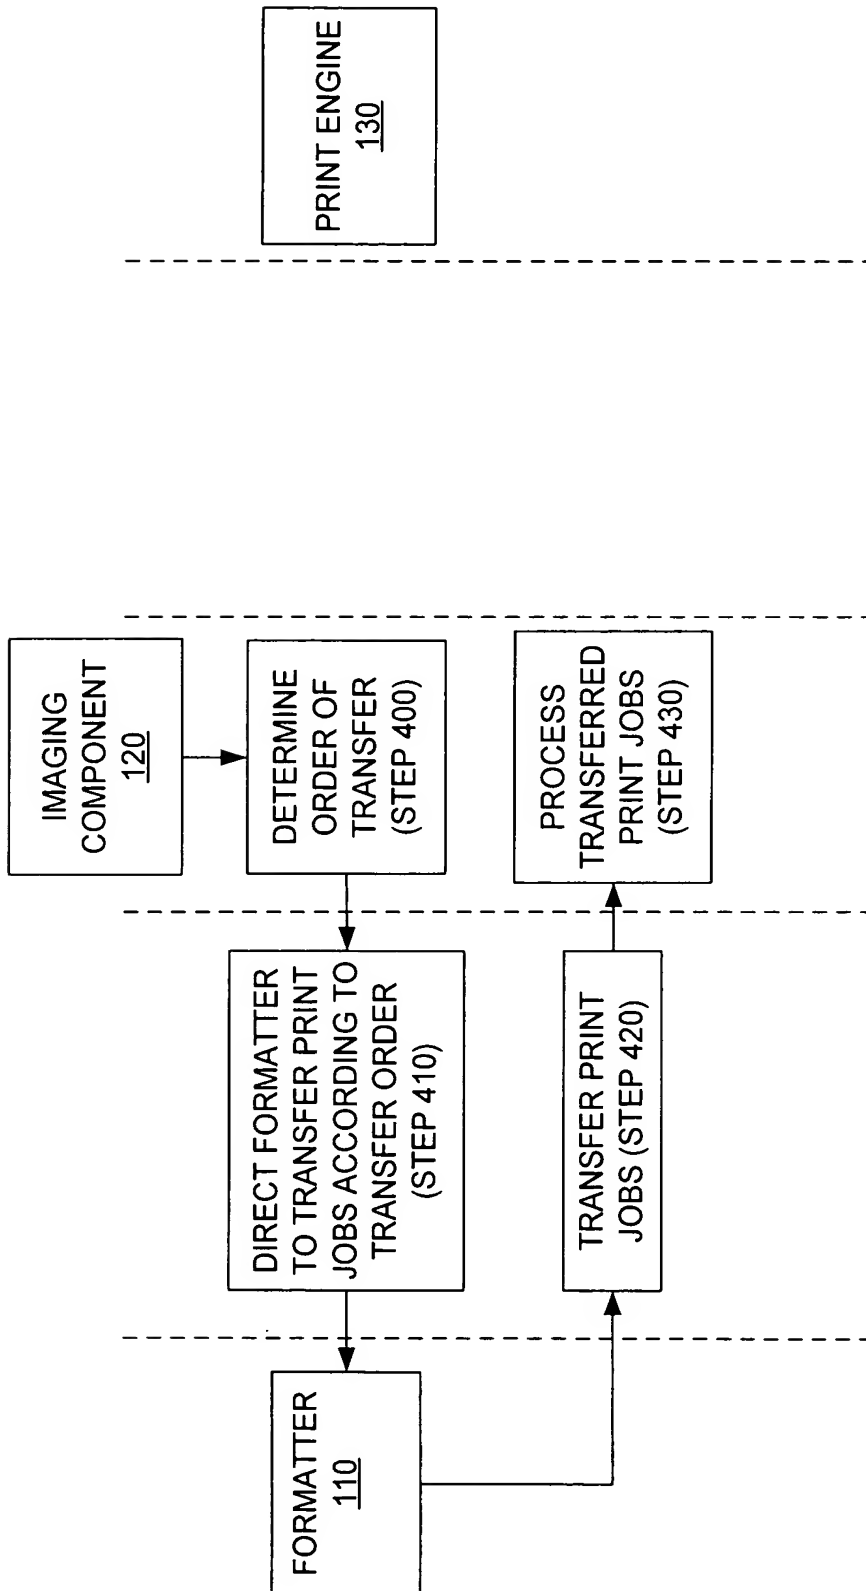 FORMATTER
110
DIRECT FORMATTER
TO TRANSFER PRINT
JOBS ACCORDING TO
TRANSFER ORDER
(STEP 410)
TRANSFER PRINT
JOBS (STEP 420)
IMAGING
COMPONENT
120
DETERMINE
ORDER OF
TRANSFER
(STEP 400)
PROCESS
TRANSFERRED
PRINT JOBS
(STEP 430)
PRINT ENGINE
130